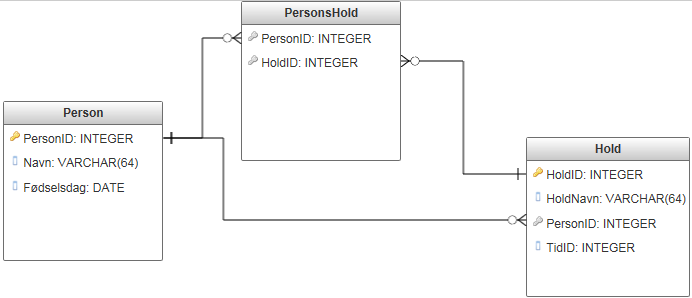 PersonsHold
PersonID: INTEGER
HoldID: INTEGER
Person
PersonID: INTEGER
Navn: VARCHAR(64)
Fødselsdag: DATE
Hold
HoldID: INTEGER
HoldNavn: VARCHAR(64)
PersonID: INTEGER
TidID: INTEGER